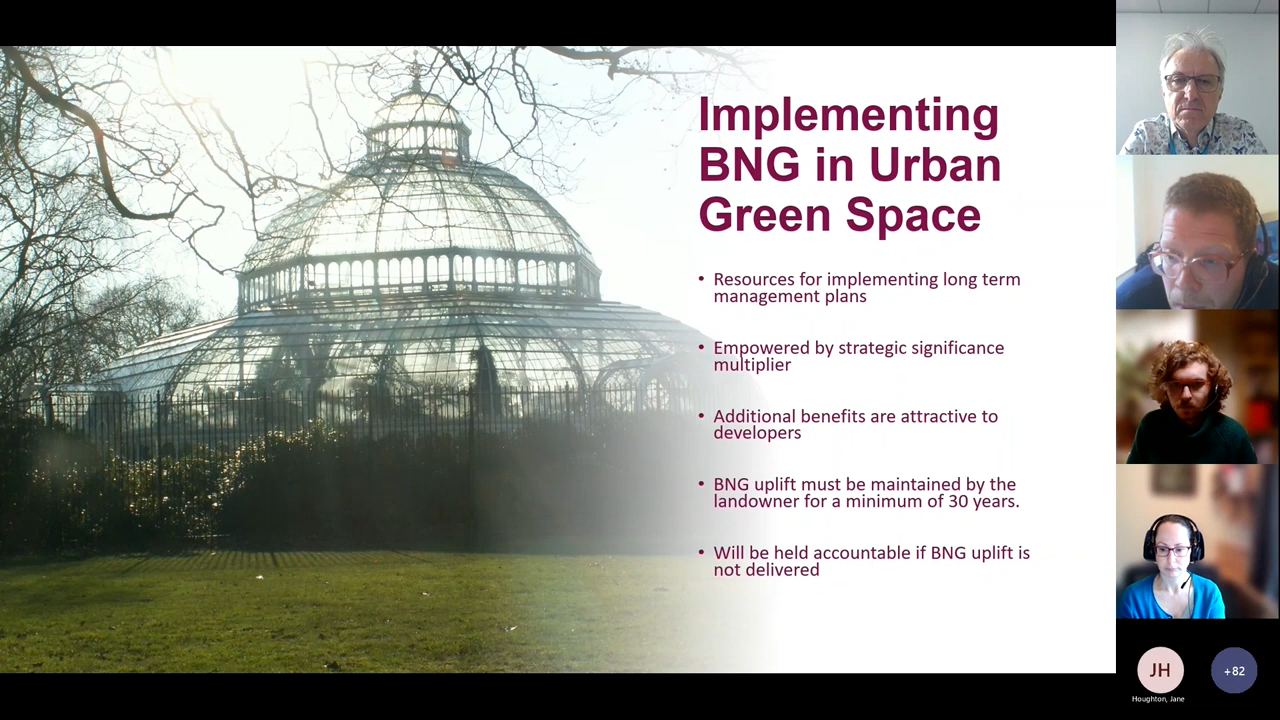 Implementing
BNG in Urban
Green Space
• Resources for implementing long term
management plans
• Empowered by strategic significance
multiplier
• Additional benefits are attractive to
developers
• BNG uplift must be maintained by the
landowner for a minimum of 30 years.
• Will be held accountable if BNG uplift is
not delivered
JH
+82
Houghton, Jane